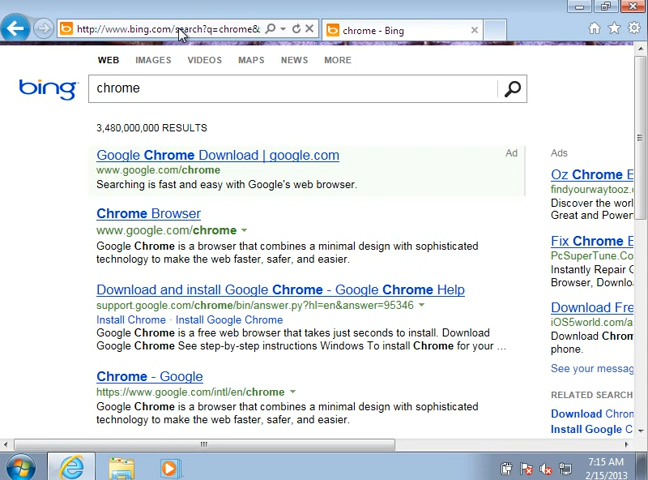 http://www.bing.com/search?q=chrome&
chrome - Bing
WEB IMAGES VIDEOS MAPS NEWS MORE
bing
chrome
3,480,000,000 RESULTS
Google Chrome Download | google.com
Ad
www.google.com/chrome
Searching is fast and easy with Google's web browser.
Chrome Browser
www.google.com/chrome
Google Chrome is a browser that combines a minimal design with sophisticated
technology to make the web faster, safer, and easier.
Download and install Google Chrome - Google Chrome Help
support.google.com/chrome/bin/answer.py?hl=en&answer=95346
Install Chrome · Install Google Chrome
Google Chrome is a free web browser that takes just seconds to install. Download
Google Chrome See step-by-step instructions Windows To install Chrome for your ...
Chrome - Google
https://www.google.com/intl/en/chrome
Google Chrome is a browser that combines a minimal design with sophisticated
technology to make the web faster, safer, and easier.
Ads
Oz Chrome E
findyourwaytooz.
Discover the worl
Great and Power
Fix Chrome E
PcSuperTune.Co
Instantly Repair C
Browser, Downlo
Download Fre
iOS5world.com/a
Download Chrom
phone.
See your messag
RELATED SEARCH
Download Chrom
Install Google C
7:15 AM
2/15/2013